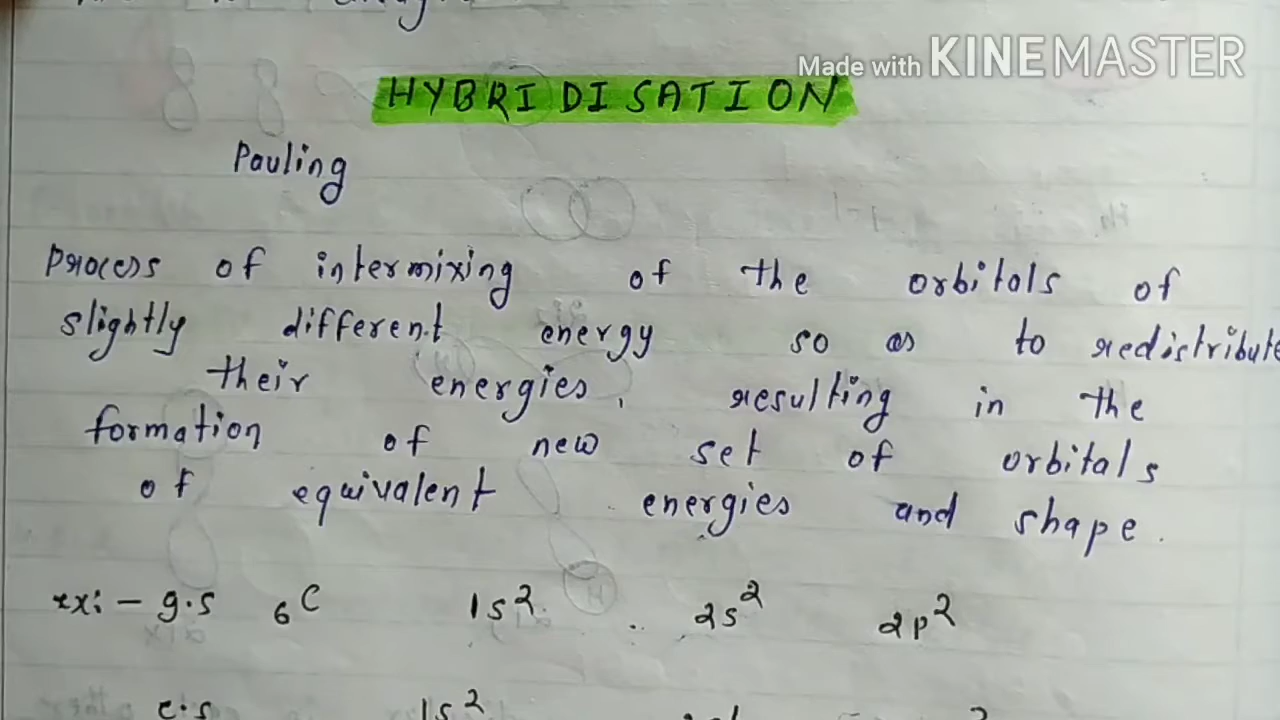 Made with KINEMASTER
HYBRIDISATION
Pauling
Process of intermixing of the orbitals of
slightly different energy so as to redistribute
their energies, resulting in the
formation of new set of orbitals
of equivalent energies and shape.
ex:- g.s ₆C 1s² 2s² 2p²
e.s 1s²